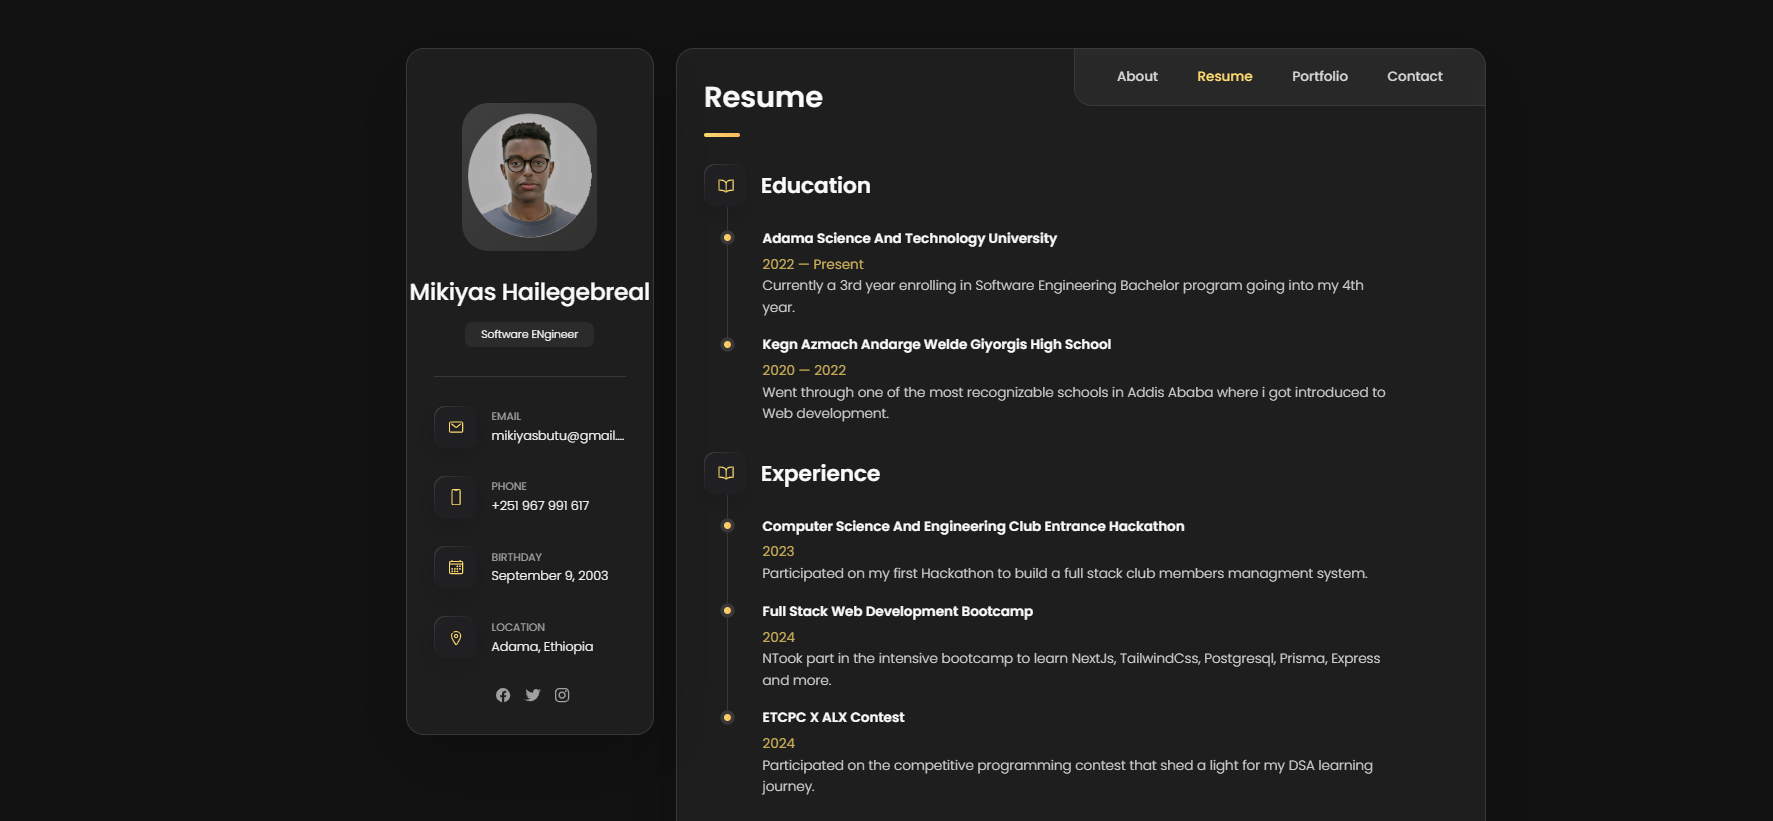 Mikiyas Hailegebreal
Software ENgineer
EMAIL
mikiyasbutu@gmail....
PHONE
+251 967 991 617
BIRTHDAY
September 9, 2003
LOCATION
Adama, Ethiopia
About Resume Portfolio Contact
Resume
Education
Adama Science And Technology University
2022 — Present
Currently a 3rd year enrolling in Software Engineering Bachelor program going into my 4th
year.
Kegn Azmach Andarge Welde Giyorgis High School
2020 — 2022
Went through one of the most recognizable schools in Addis Ababa where i got introduced to
Web development.
Experience
Computer Science And Engineering Club Entrance Hackathon
2023
Participated on my first Hackathon to build a full stack club members managment system.
Full Stack Web Development Bootcamp
2024
NTook part in the intensive bootcamp to learn NextJs, TailwindCss, Postgresql, Prisma, Express
and more.
ETCPC X ALX Contest
2024
Participated on the competitive programming contest that shed a light for my DSA learning
journey.